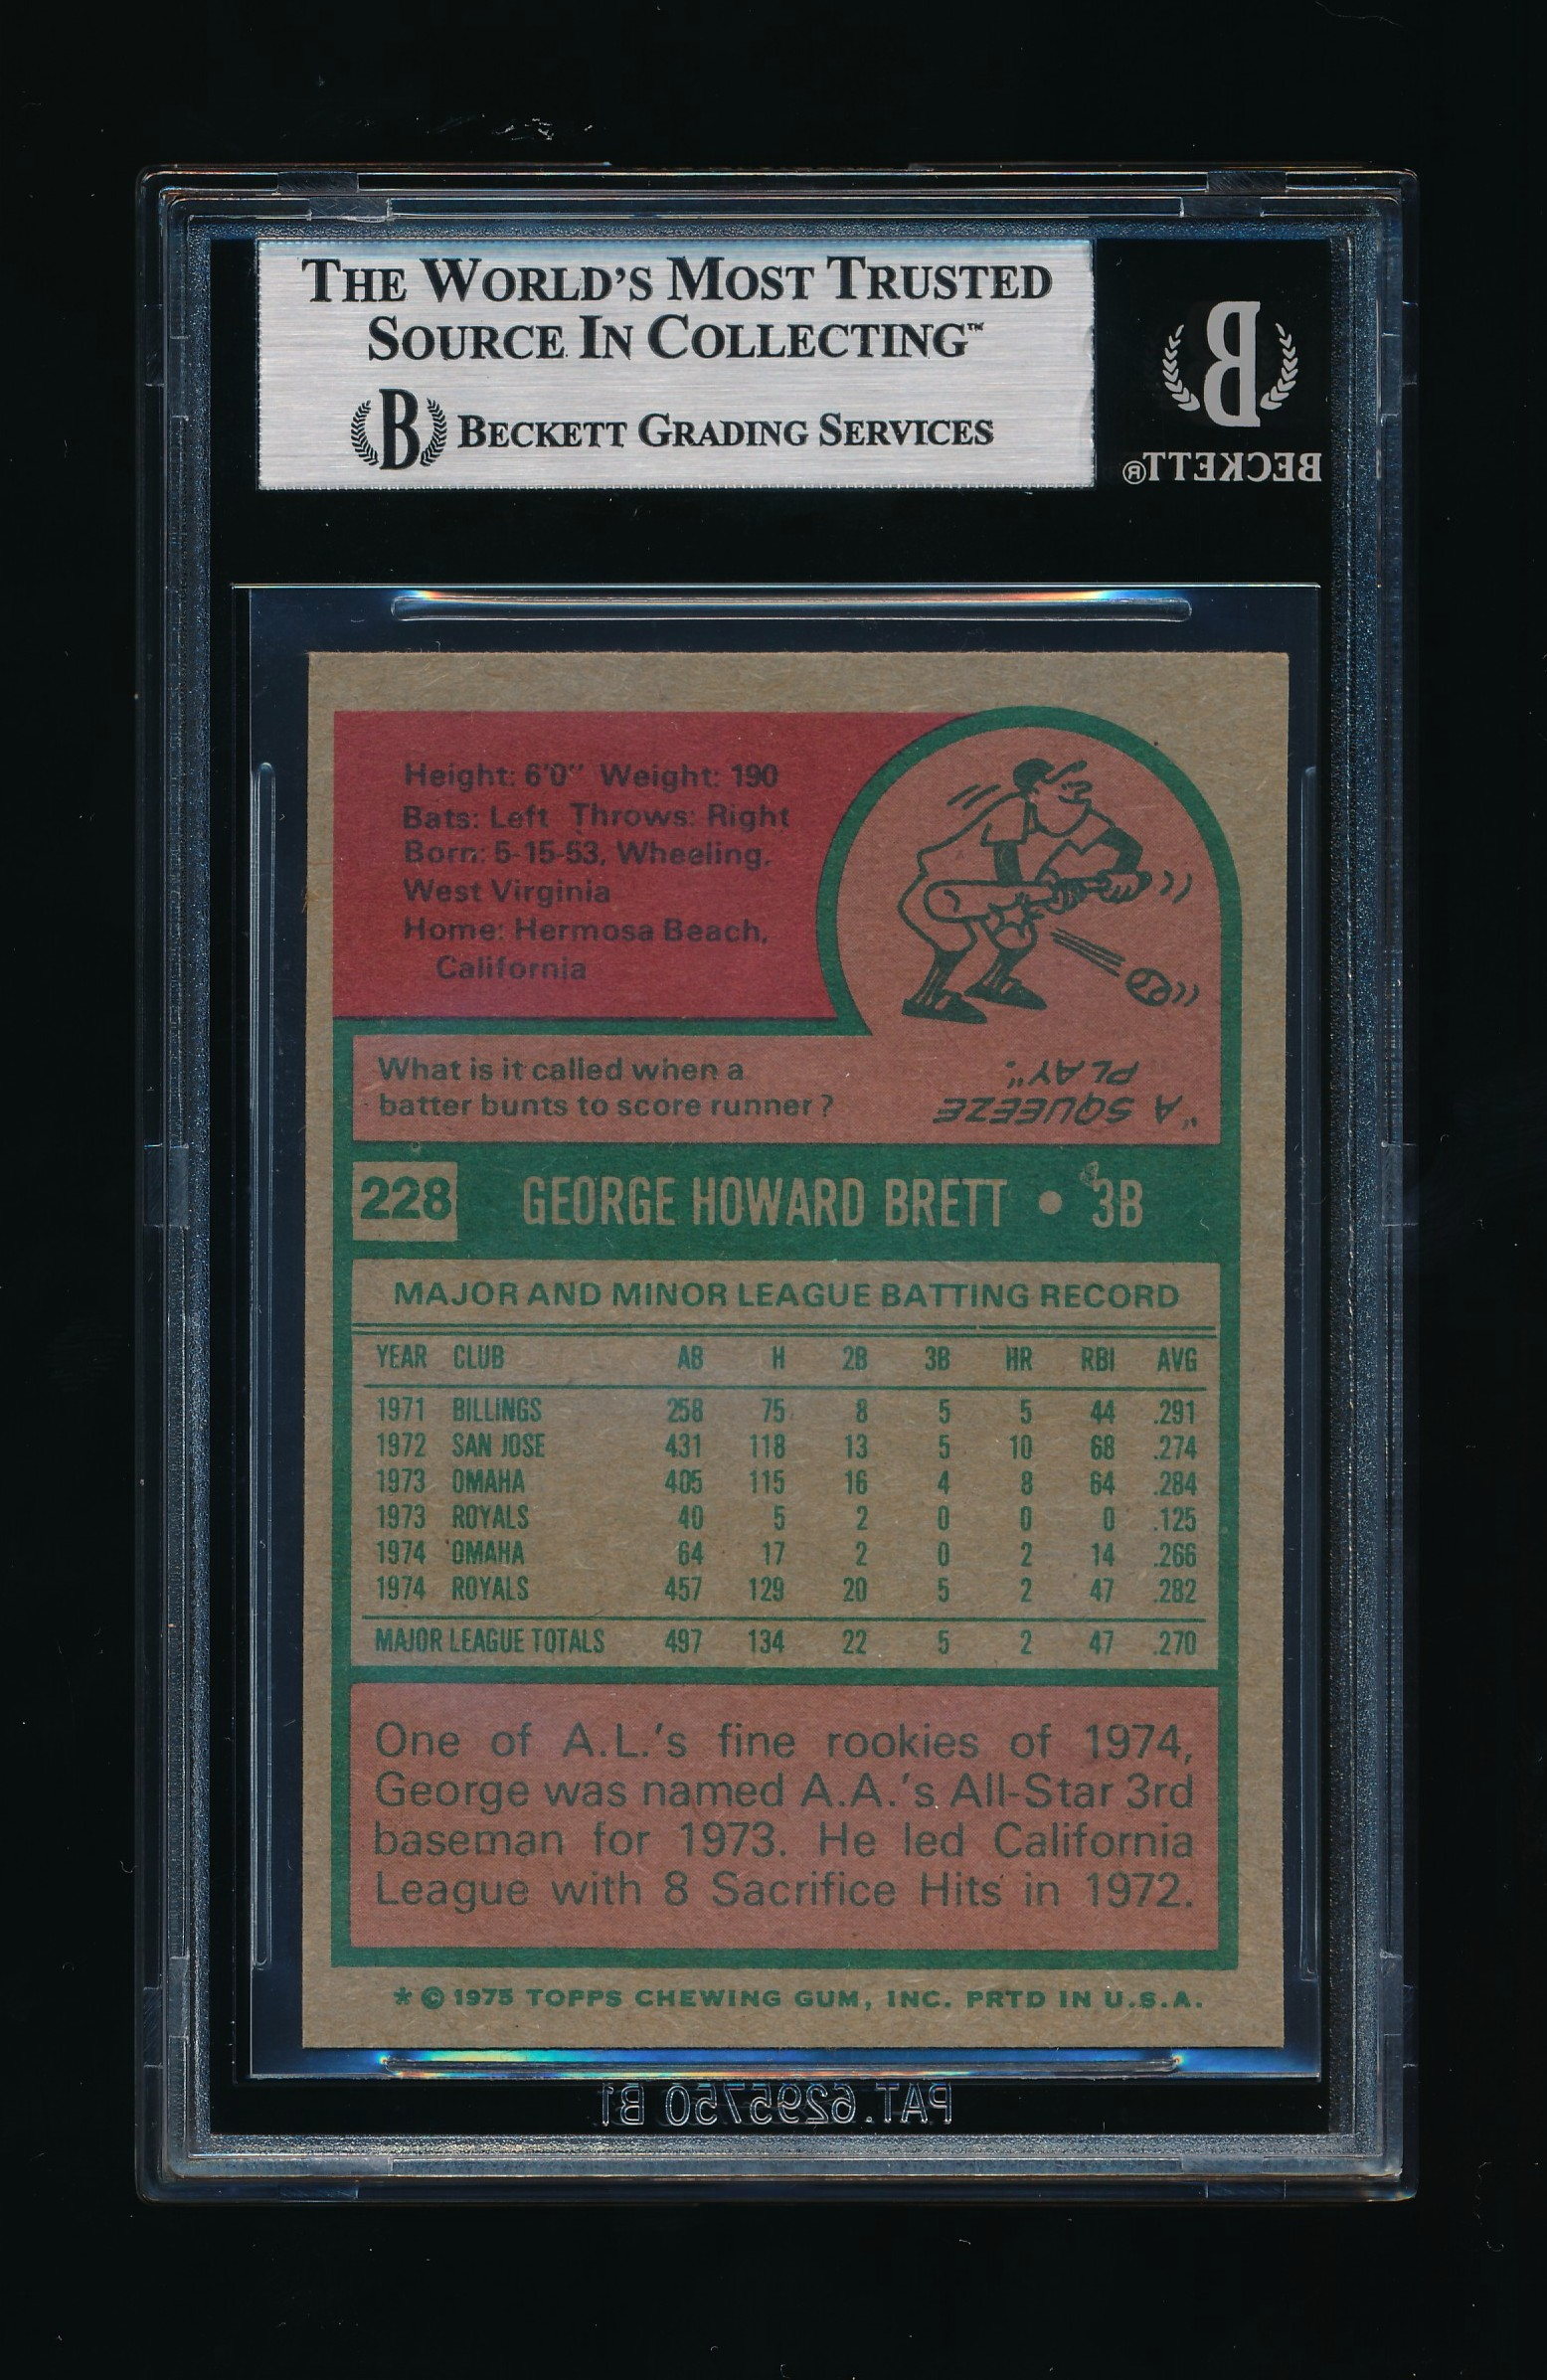 THE WORLD'S MOST TRUSTED
SOURCE IN COLLECTING™
B BECKETT GRADING SERVICES
B
BECKETT®
Height: 6'0" Weight: 190
Bats: Left Throws: Right
Born: 5-15-53, Wheeling,
West Virginia
Home: Hermosa Beach,
California
What is it called when a
batter bunts to score runner?
"A SQUEEZE
PLAY."
228 GEORGE HOWARD BRETT • 3B
MAJOR AND MINOR LEAGUE BATTING RECORD
YEAR CLUB AB H 2B 3B HR RBI AVG
1971 BILLINGS 258 75 8 5 5 44 .291
1972 SAN JOSE 431 118 13 5 10 68 .274
1973 OMAHA 405 115 16 4 8 64 .284
1973 ROYALS 40 5 2 0 0 0 .125
1974 OMAHA 64 17 2 0 2 14 .266
1974 ROYALS 457 129 20 5 2 47 .282
MAJOR LEAGUE TOTALS 497 134 22 5 2 47 .270
One of A.L.'s fine rookies of 1974,
George was named A.A.'s All-Star 3rd
baseman for 1973. He led California
League with 8 Sacrifice Hits in 1972.
* © 1975 TOPPS CHEWING GUM, INC. PRTD IN U.S.A.
PAT. 6295750 B1